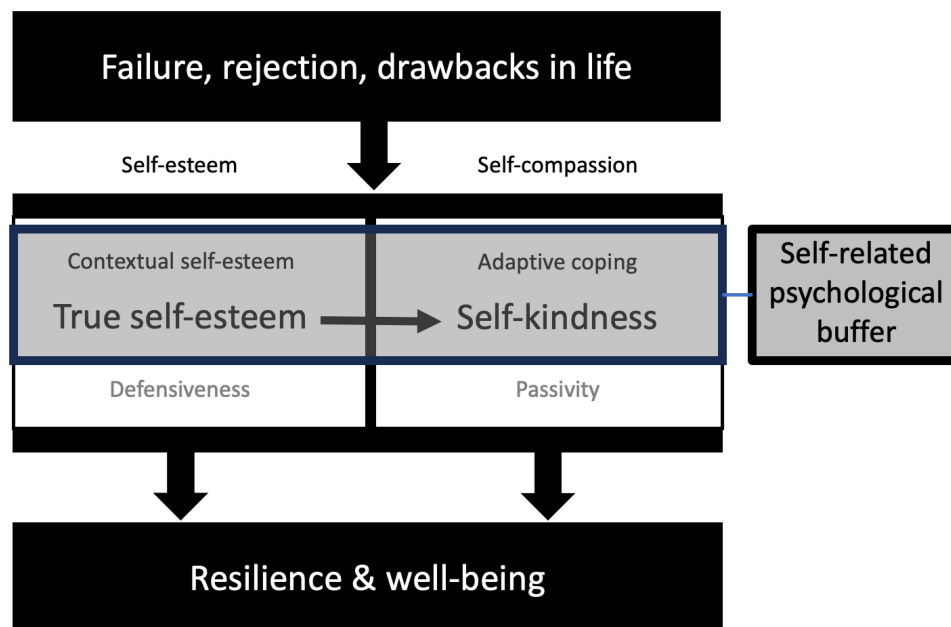 Failure, rejection, drawbacks in life
Self-esteem
Self-compassion
Contextual self-esteem
Adaptive coping
True self-esteem
Self-kindness
Defensiveness
Passivity
Self-related
psychological
buffer
Resilience & well-being